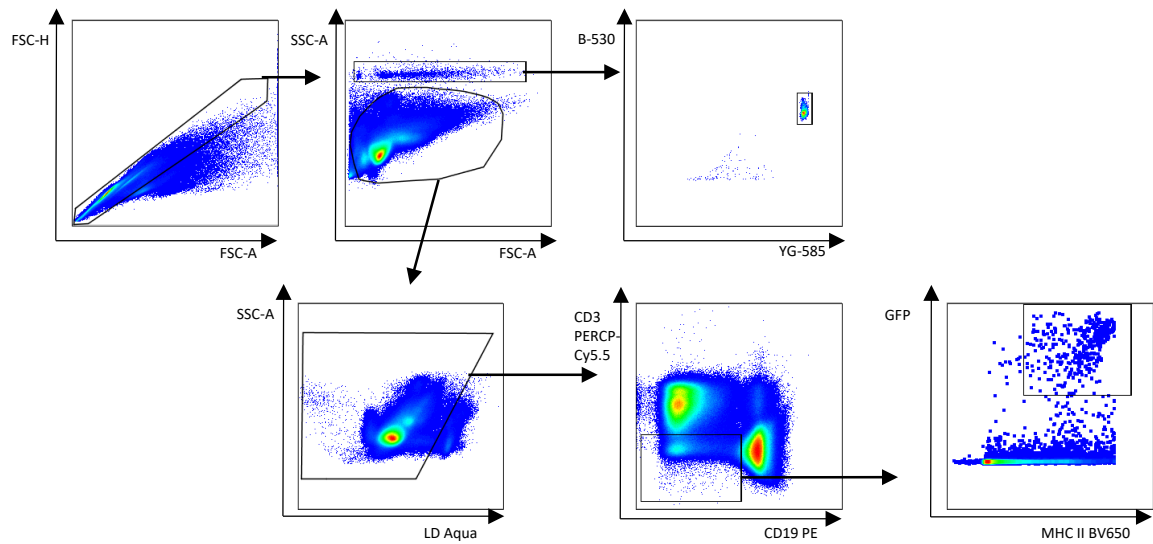 FSC-H
FSC-A
SSC-A
FSC-A
B-530
YG-585
SSC-A
LD Aqua
CD3
PERCP-
Cy5.5
CD19 PE
GFP
MHC II BV650